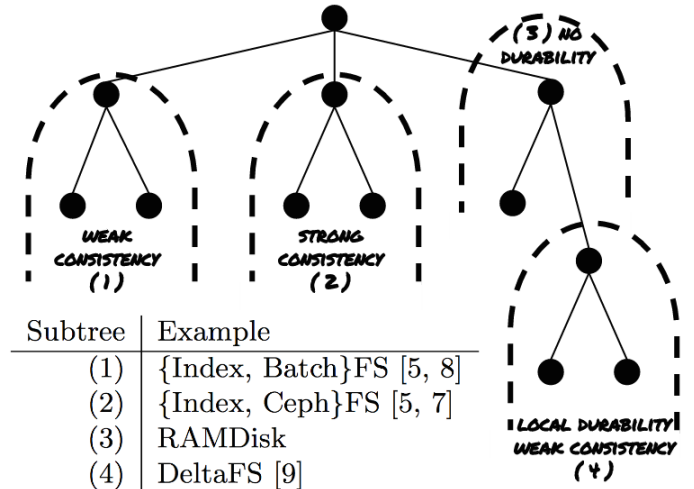 (3) NO
DURABILITY
WEAK
CONSISTENCY
(1)
STRONG
CONSISTENCY
(2)
LOCAL DURABILITY
WEAK CONSISTENCY
(4)
Subtree Example
(1) {Index, Batch}FS [5, 8]
(2) {Index, Ceph}FS [5, 7]
(3) RAMDisk
(4) DeltaFS [9]